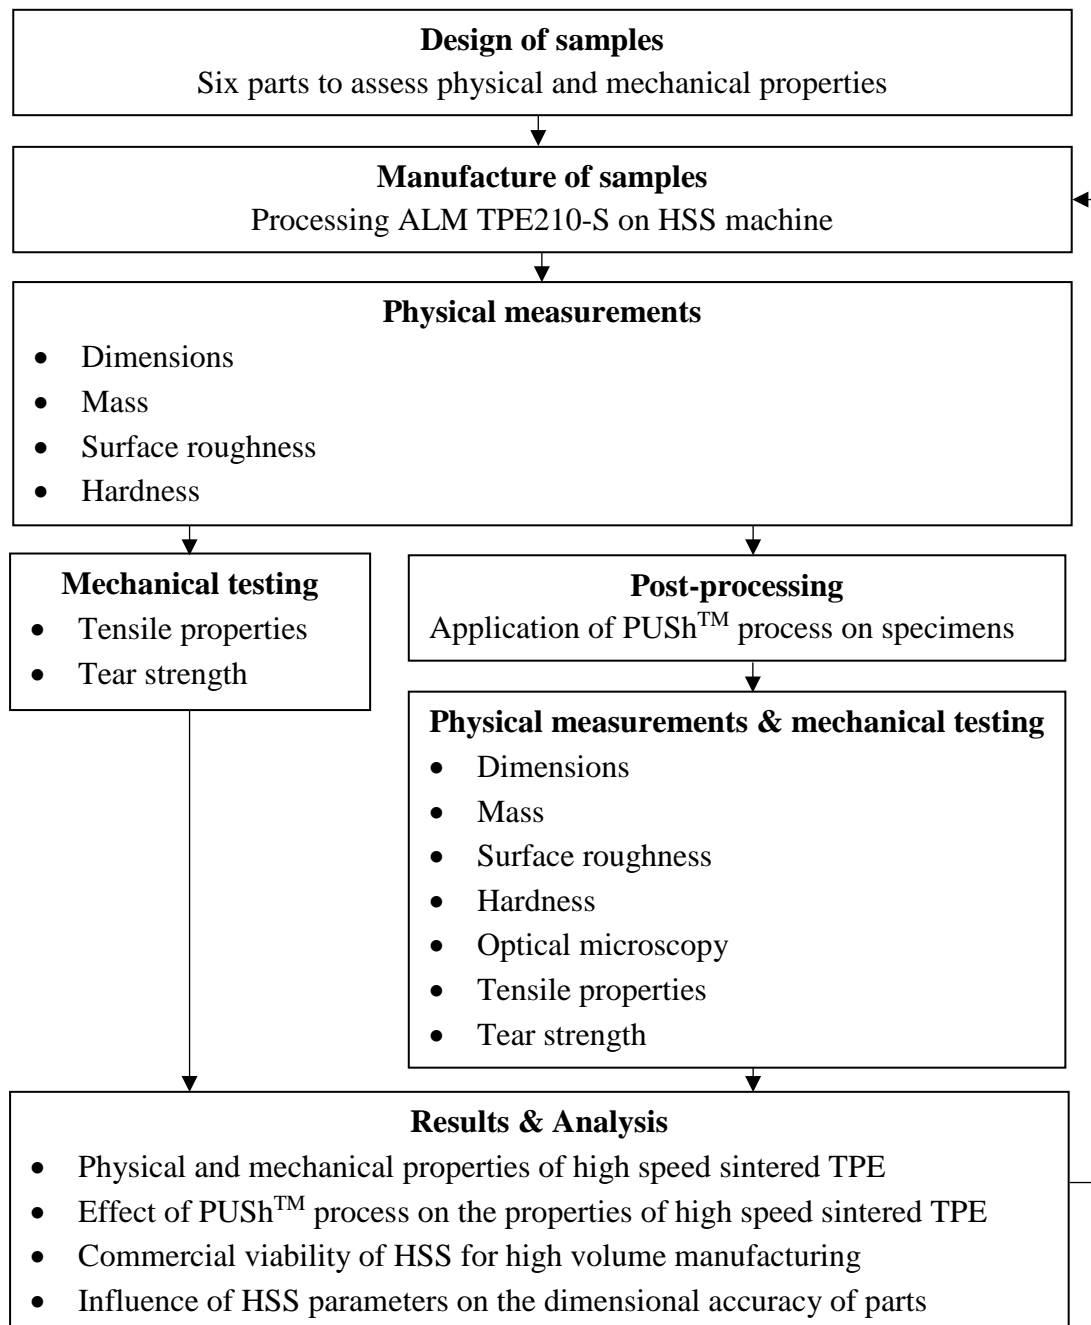 Design of samples
Six parts to assess physical and mechanical properties
Manufacture of samples
Processing ALM TPE210-S on HSS machine
Physical measurements
• Dimensions
• Mass
• Surface roughness
• Hardness
Mechanical testing
• Tensile properties
• Tear strength
Post-processing
Application of PUSh™ process on specimens
Physical measurements & mechanical testing
• Dimensions
• Mass
• Surface roughness
• Hardness
• Optical microscopy
• Tensile properties
• Tear strength
Results & Analysis
• Physical and mechanical properties of high speed sintered TPE
• Effect of PUSh™ process on the properties of high speed sintered TPE
• Commercial viability of HSS for high volume manufacturing
• Influence of HSS parameters on the dimensional accuracy of parts